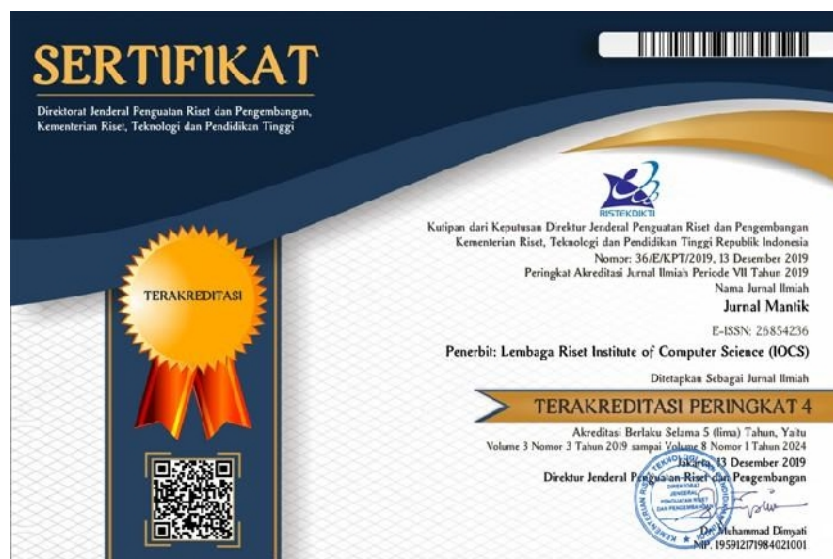 SERTIFIKAT
Direktorat Jenderal Penguatan Riset dan Pengembangan,
Kementerian Riset, Teknologi dan Pendidikan Tinggi
RISTEKDIKTI
Kutipan dari Keputusan Direktur Jenderal Penguatan Riset dan Pengembangan
Kementerian Riset, Teknologi dan Pendidikan Tinggi Republik Indonesia
Nomor: 36/E/KPT/2019, 13 Desember 2019
Peringkat Akreditasi Jurnal Ilmiah Periode VII Tahun 2019
Nama Jurnal Ilmiah
Jurnal Mantik
E-ISSN: 26854236
Penerbit: Lembaga Riset Institute of Computer Science (IOCS)
Ditetapkan Sebagai Jurnal Ilmiah
TERAKREDITASI PERINGKAT 4
Akreditasi Berlaku Selama 5 (lima) Tahun, Yaitu
Volume 3 Nomor 3 Tahun 2019 sampai Volume 8 Nomor 1 Tahun 2024
Jakarta, 13 Desember 2019
Direktur Jenderal Penguatan Riset dan Pengembangan
Dr. Muhammad Dimyati
NIP. 195912171984021001
TERAKREDITASI